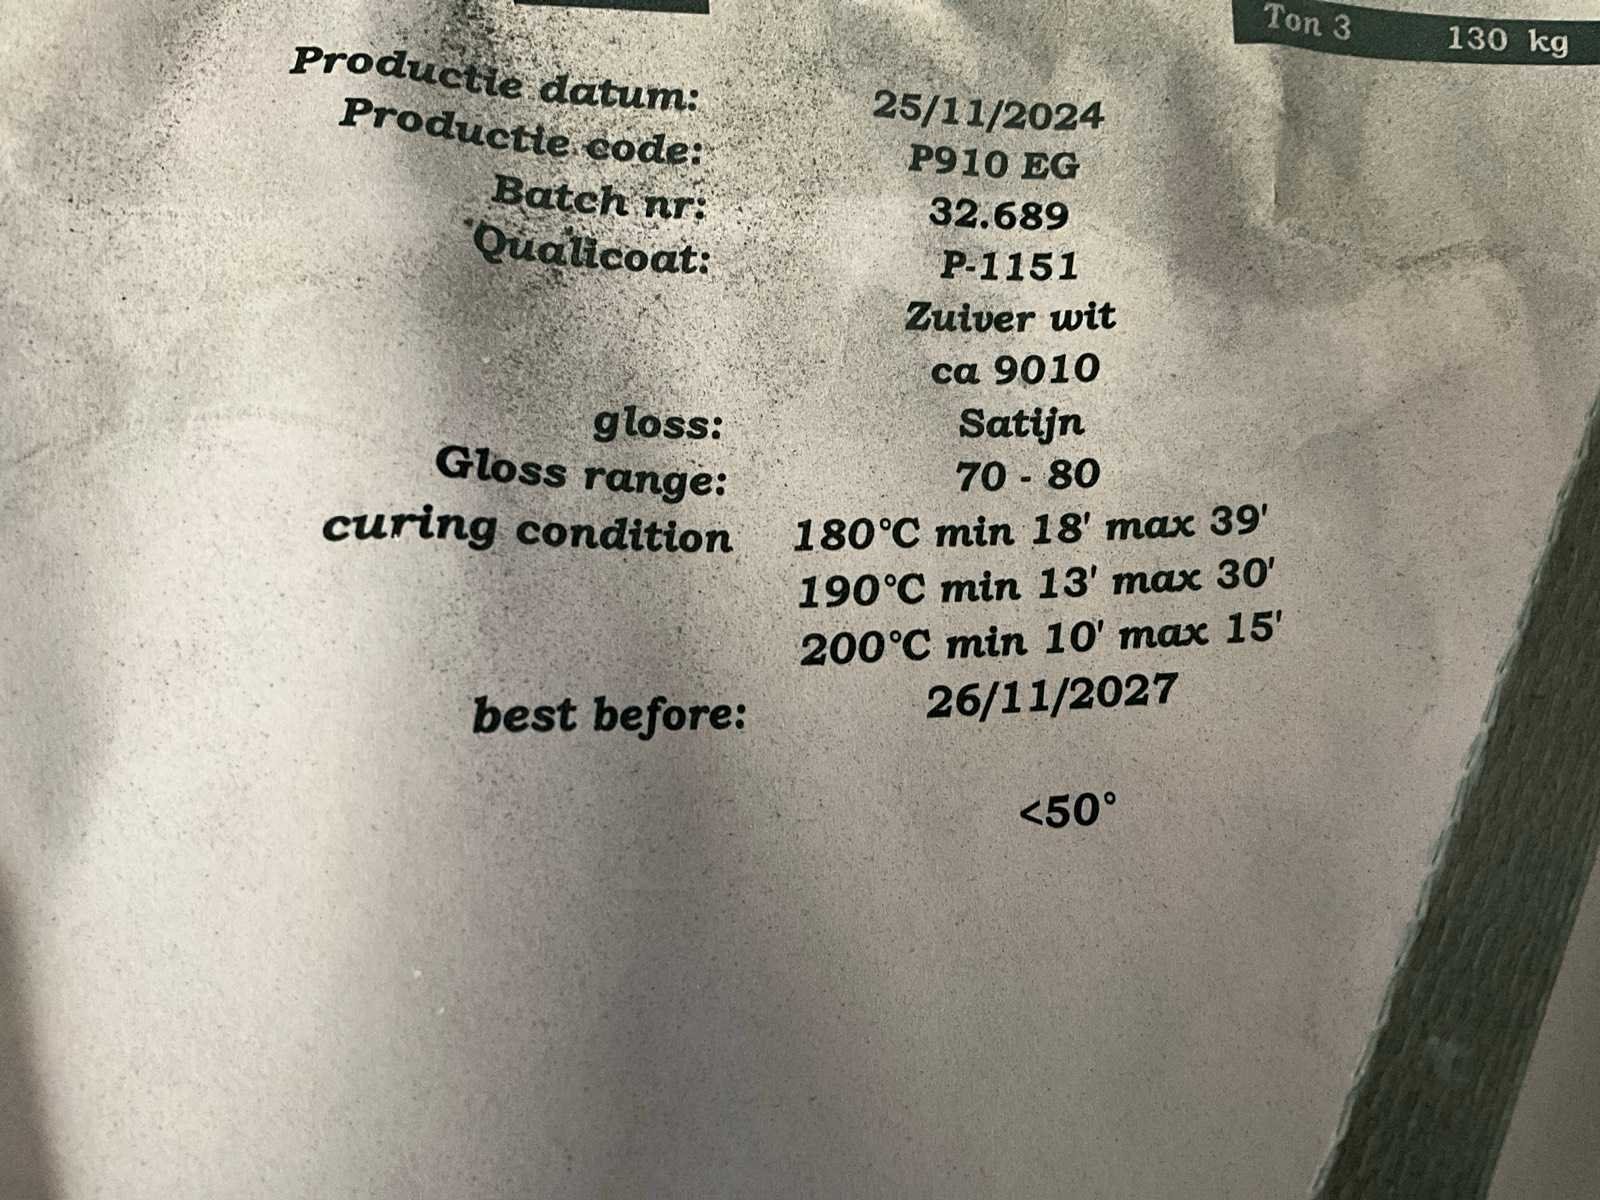 Ton 3 130 kg
Productie datum: 25/11/2024
Productie code: P910 EG
Batch nr: 32.689
Qualicoat: P-1151
Zuiver wit
ca 9010
gloss: Satijn
Gloss range: 70 - 80
curing condition 180°C min 18' max 39'
190°C min 13' max 30'
200°C min 10' max 15'
best before: 26/11/2027
<50°